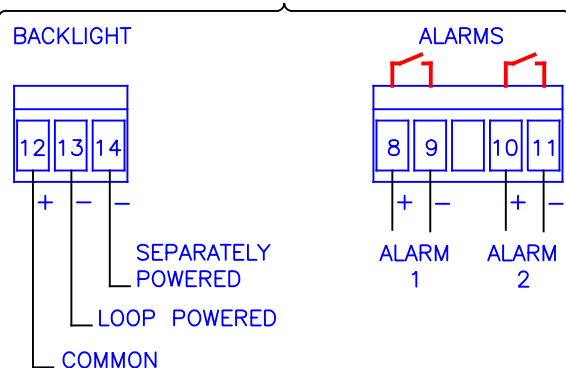 BACKLIGHT
ALARMS
12 13 14
8 9 10 11
+ − −
+ − + −
SEPARATELY
POWERED
ALARM
1
ALARM
2
LOOP POWERED
COMMON